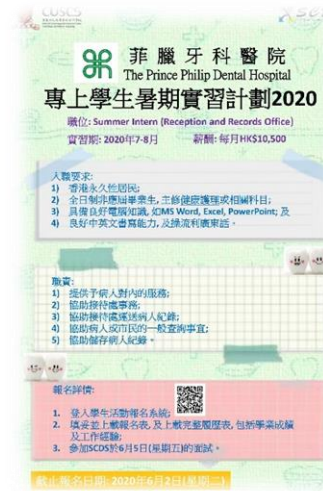 CUSCS
菲臘牙科醫院
The Prince Philip Dental Hospital
專上學生暑期實習計劃2020
職位: Summer Intern (Reception and Records Office)
實習期: 2020年7-8月 薪酬: 每月HK$10,500
入職要求:
1) 香港永久性居民;
2) 全日制非應屆畢業生, 主修健康護理或相關科目;
3) 具備良好電腦知識, 如MS Word, Excel, PowerPoint; 及
4) 良好中英文書寫能力, 及操流利廣東話。
職責:
1) 提供予病人對內的服務;
2) 協助接待處事務;
3) 協助接待處運送病人紀錄;
4) 協助病人或市民的一般查詢事宜;
5) 協助儲存病人紀錄。
報名詳情:
1. 登入學生活動報名系統;
2. 填妥並上載報名表, 及上載完整履歷表, 包括學業成績
及工作經驗;
3. 參加SCDS於6月5日(星期五)的面試。
截止報名日期: 2020年6月2日(星期二)